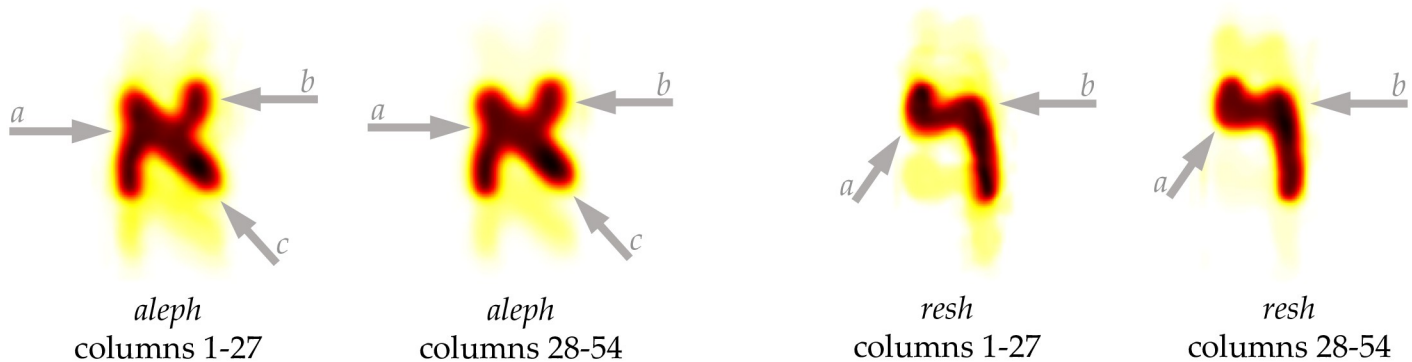 a b c
a b c
a b
a b
aleph aleph resh resh
columns 1-27 columns 28-54 columns 1-27 columns 28-54